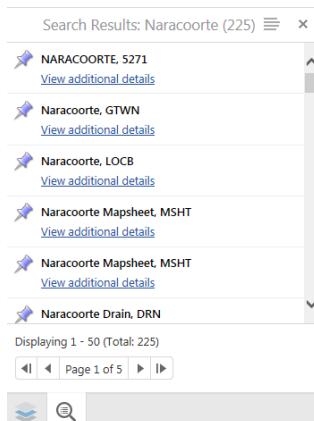 Search Results: Naracoorte (225)
NARACOORTE, 5271
View additional details
Naracoorte, GTWN
View additional details
Naracoorte, LOCB
View additional details
Naracoorte Mapsheet, MSHT
View additional details
Naracoorte Mapsheet, MSHT
View additional details
Naracoorte Drain, DRN
Displaying 1 - 50 (Total: 225)
Page 1 of 5